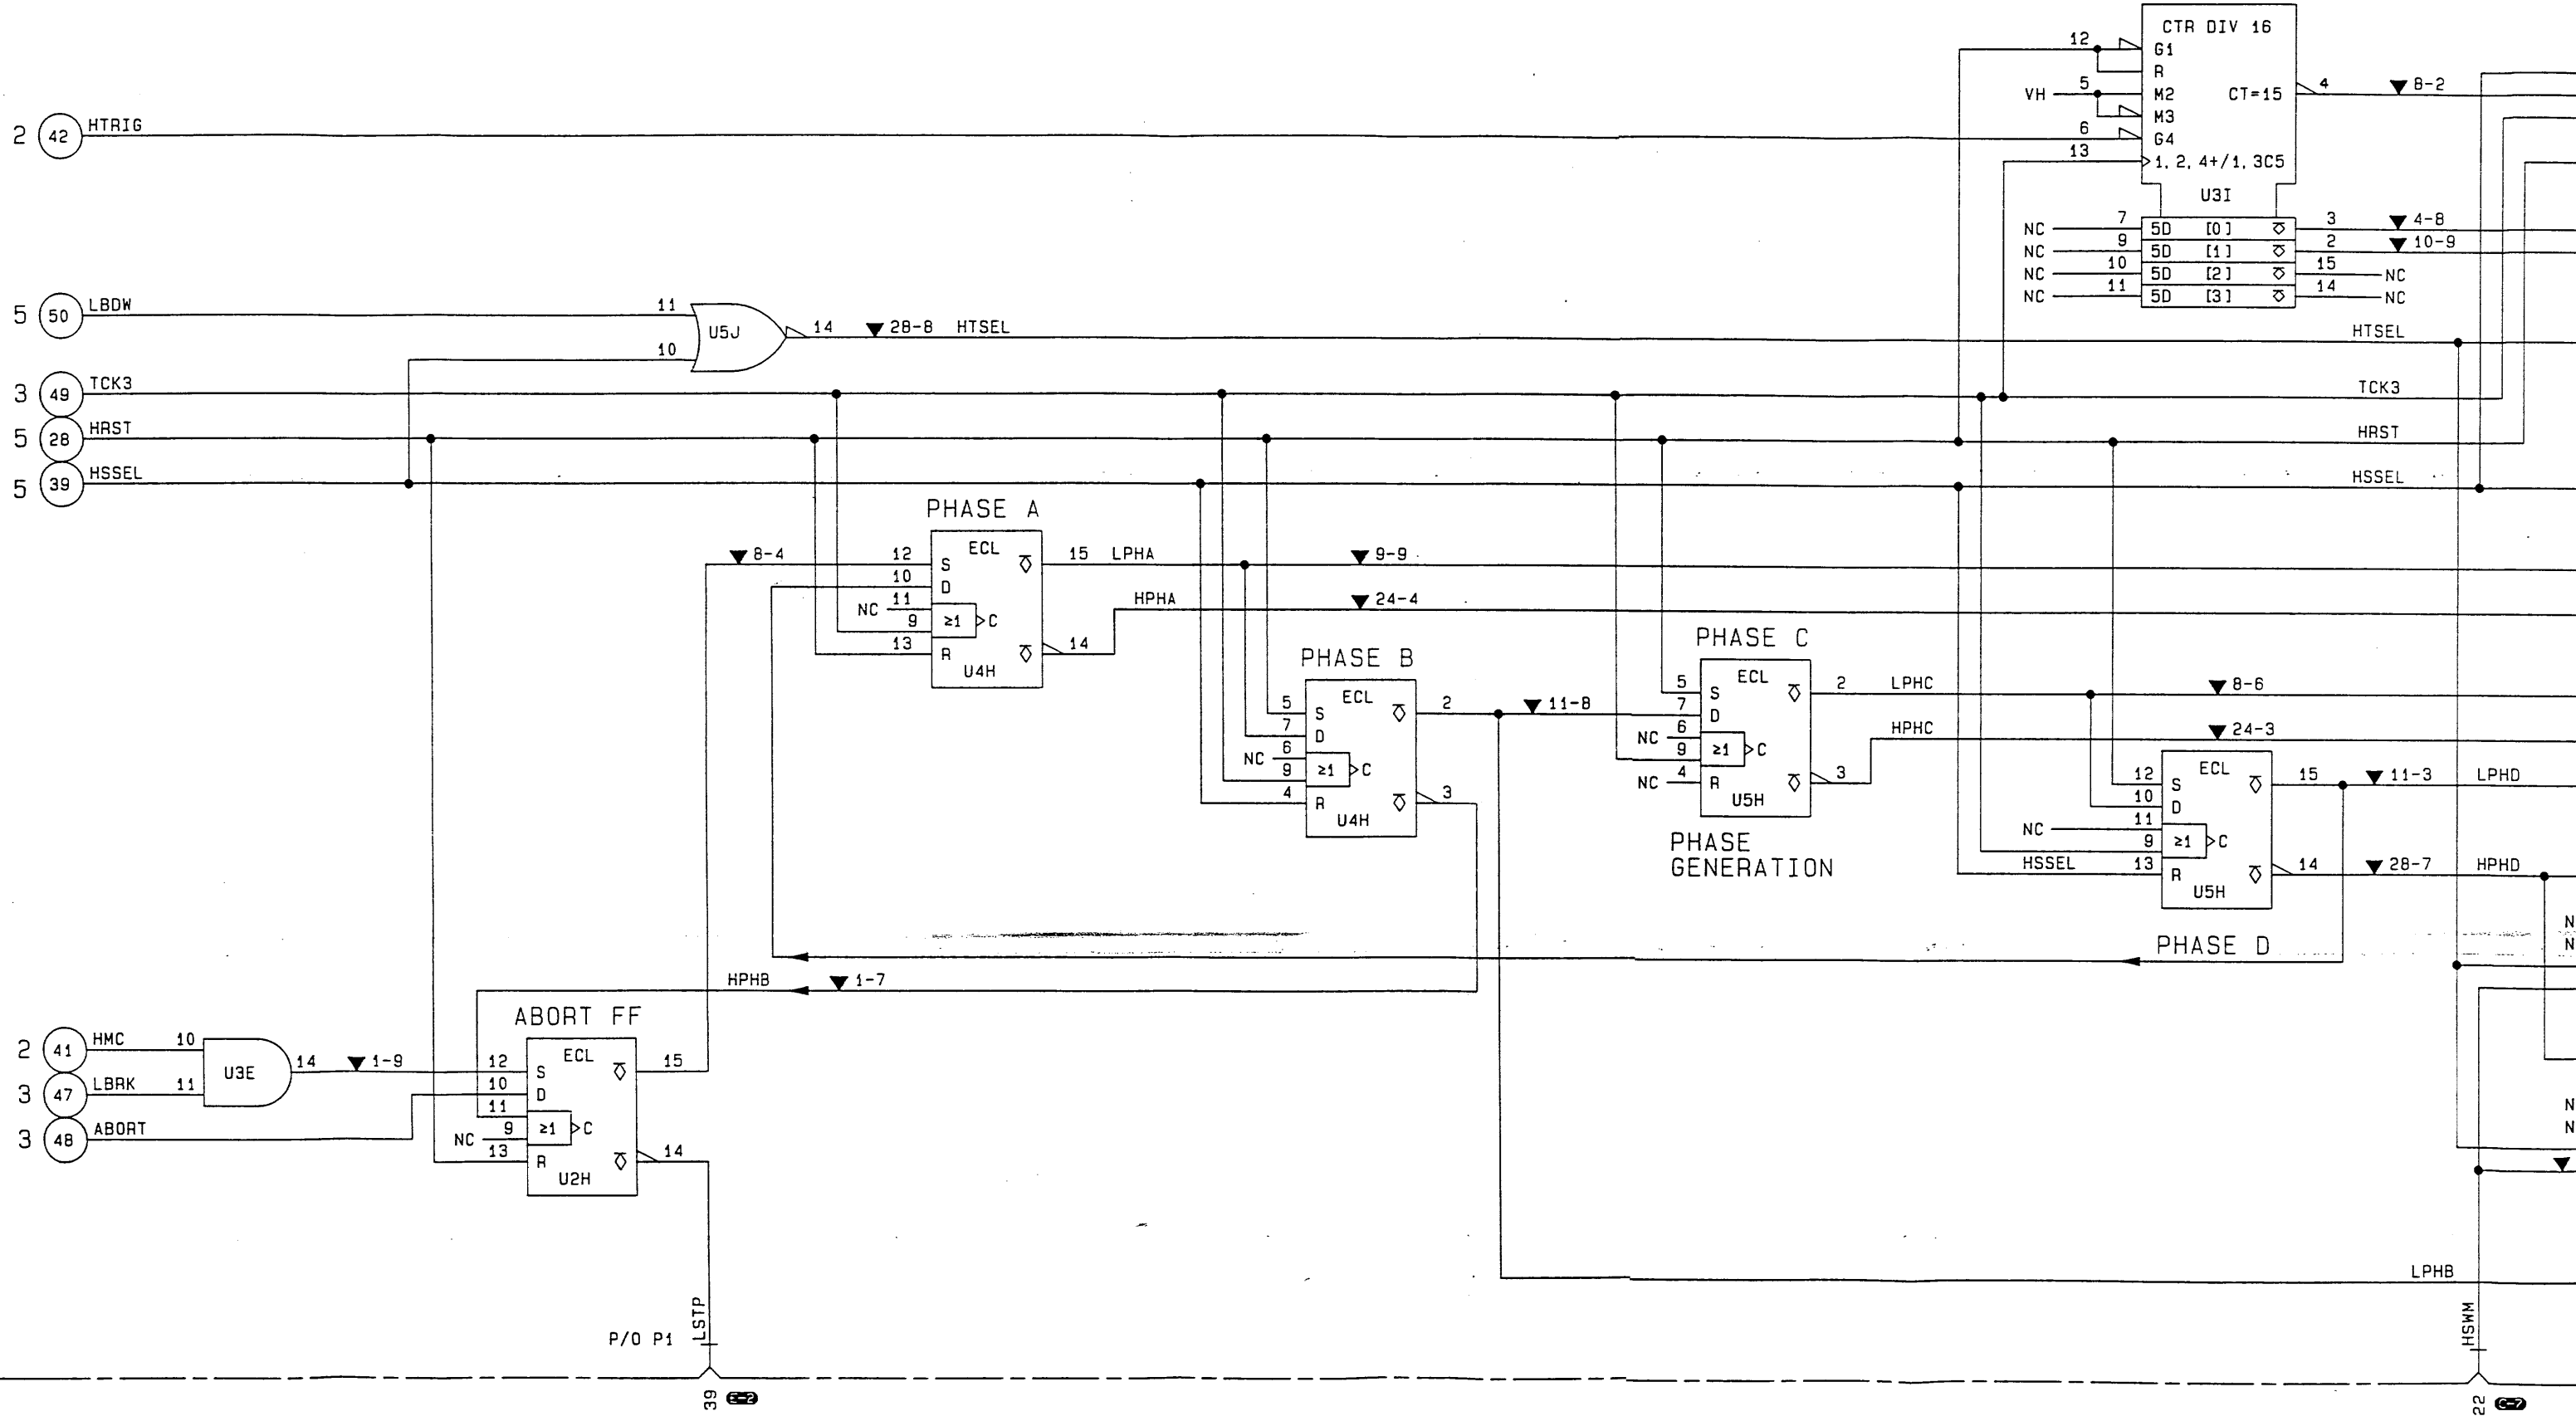 CTR DIV 16
12
G1
R
5
VH
M2
CT=15
4
8-2
M3
2
42
HTRIG
6
G4
13
1, 2, 4+/1, 3C5
U3I
NC 7 5D [0] 3 4-8
NC 9 5D [1] 2 10-9
NC 10 5D [2] 15 NC
NC 11 5D [3] 14 NC
5 50 LBDW 11
U5J
14 28-8 HTSEL
HTSEL
10
3 49 TCK3
TCK3
5 28 HRST
HRST
5 39 HSSEL
HSSEL
PHASE A
8-4
12 S ECL 15 LPHA 9-9
10 D
NC 11
9 ≥1 C
13 R 14
HPHA 24-4
U4H
PHASE B
5 S ECL 2 11-8
7 D
NC 6
9 ≥1 C
4 R 3
U4H
PHASE C
5 S ECL 2 LPHC 8-6
7 D
NC 6
9 ≥1 C
NC 4 R 3
HPHC 24-3
U5H
PHASE
GENERATION
12 S ECL 15 11-3 LPHD
10 D
NC 11
9 ≥1 C
HSSEL 13 R 14 28-7 HPHD
U5H
PHASE D
N
N
HPHB 1-7
ABORT FF
2 41 HMC 10
U3E
14 1-9
3 47 LBRK 11
3 48 ABORT
12 S ECL 15
10 D
11
NC 9 ≥1 C
13 R 14
U2H
N
N
LPHB
P/O P1
LSTP
HSWM
39 E-2
22 C-7